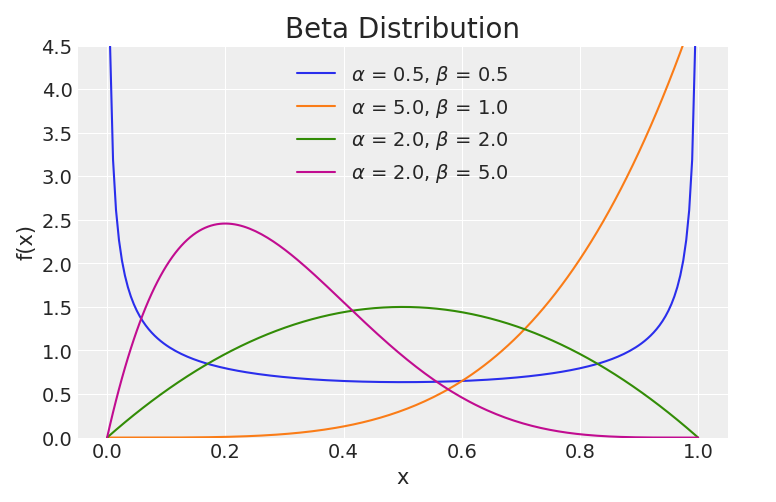 Beta Distribution
4.5
4.0
3.5
3.0
2.5
2.0
1.5
1.0
0.5
0.0
f(x)
α = 0.5, β = 0.5
α = 5.0, β = 1.0
α = 2.0, β = 2.0
α = 2.0, β = 5.0
0.0 0.2 0.4 0.6 0.8 1.0
x